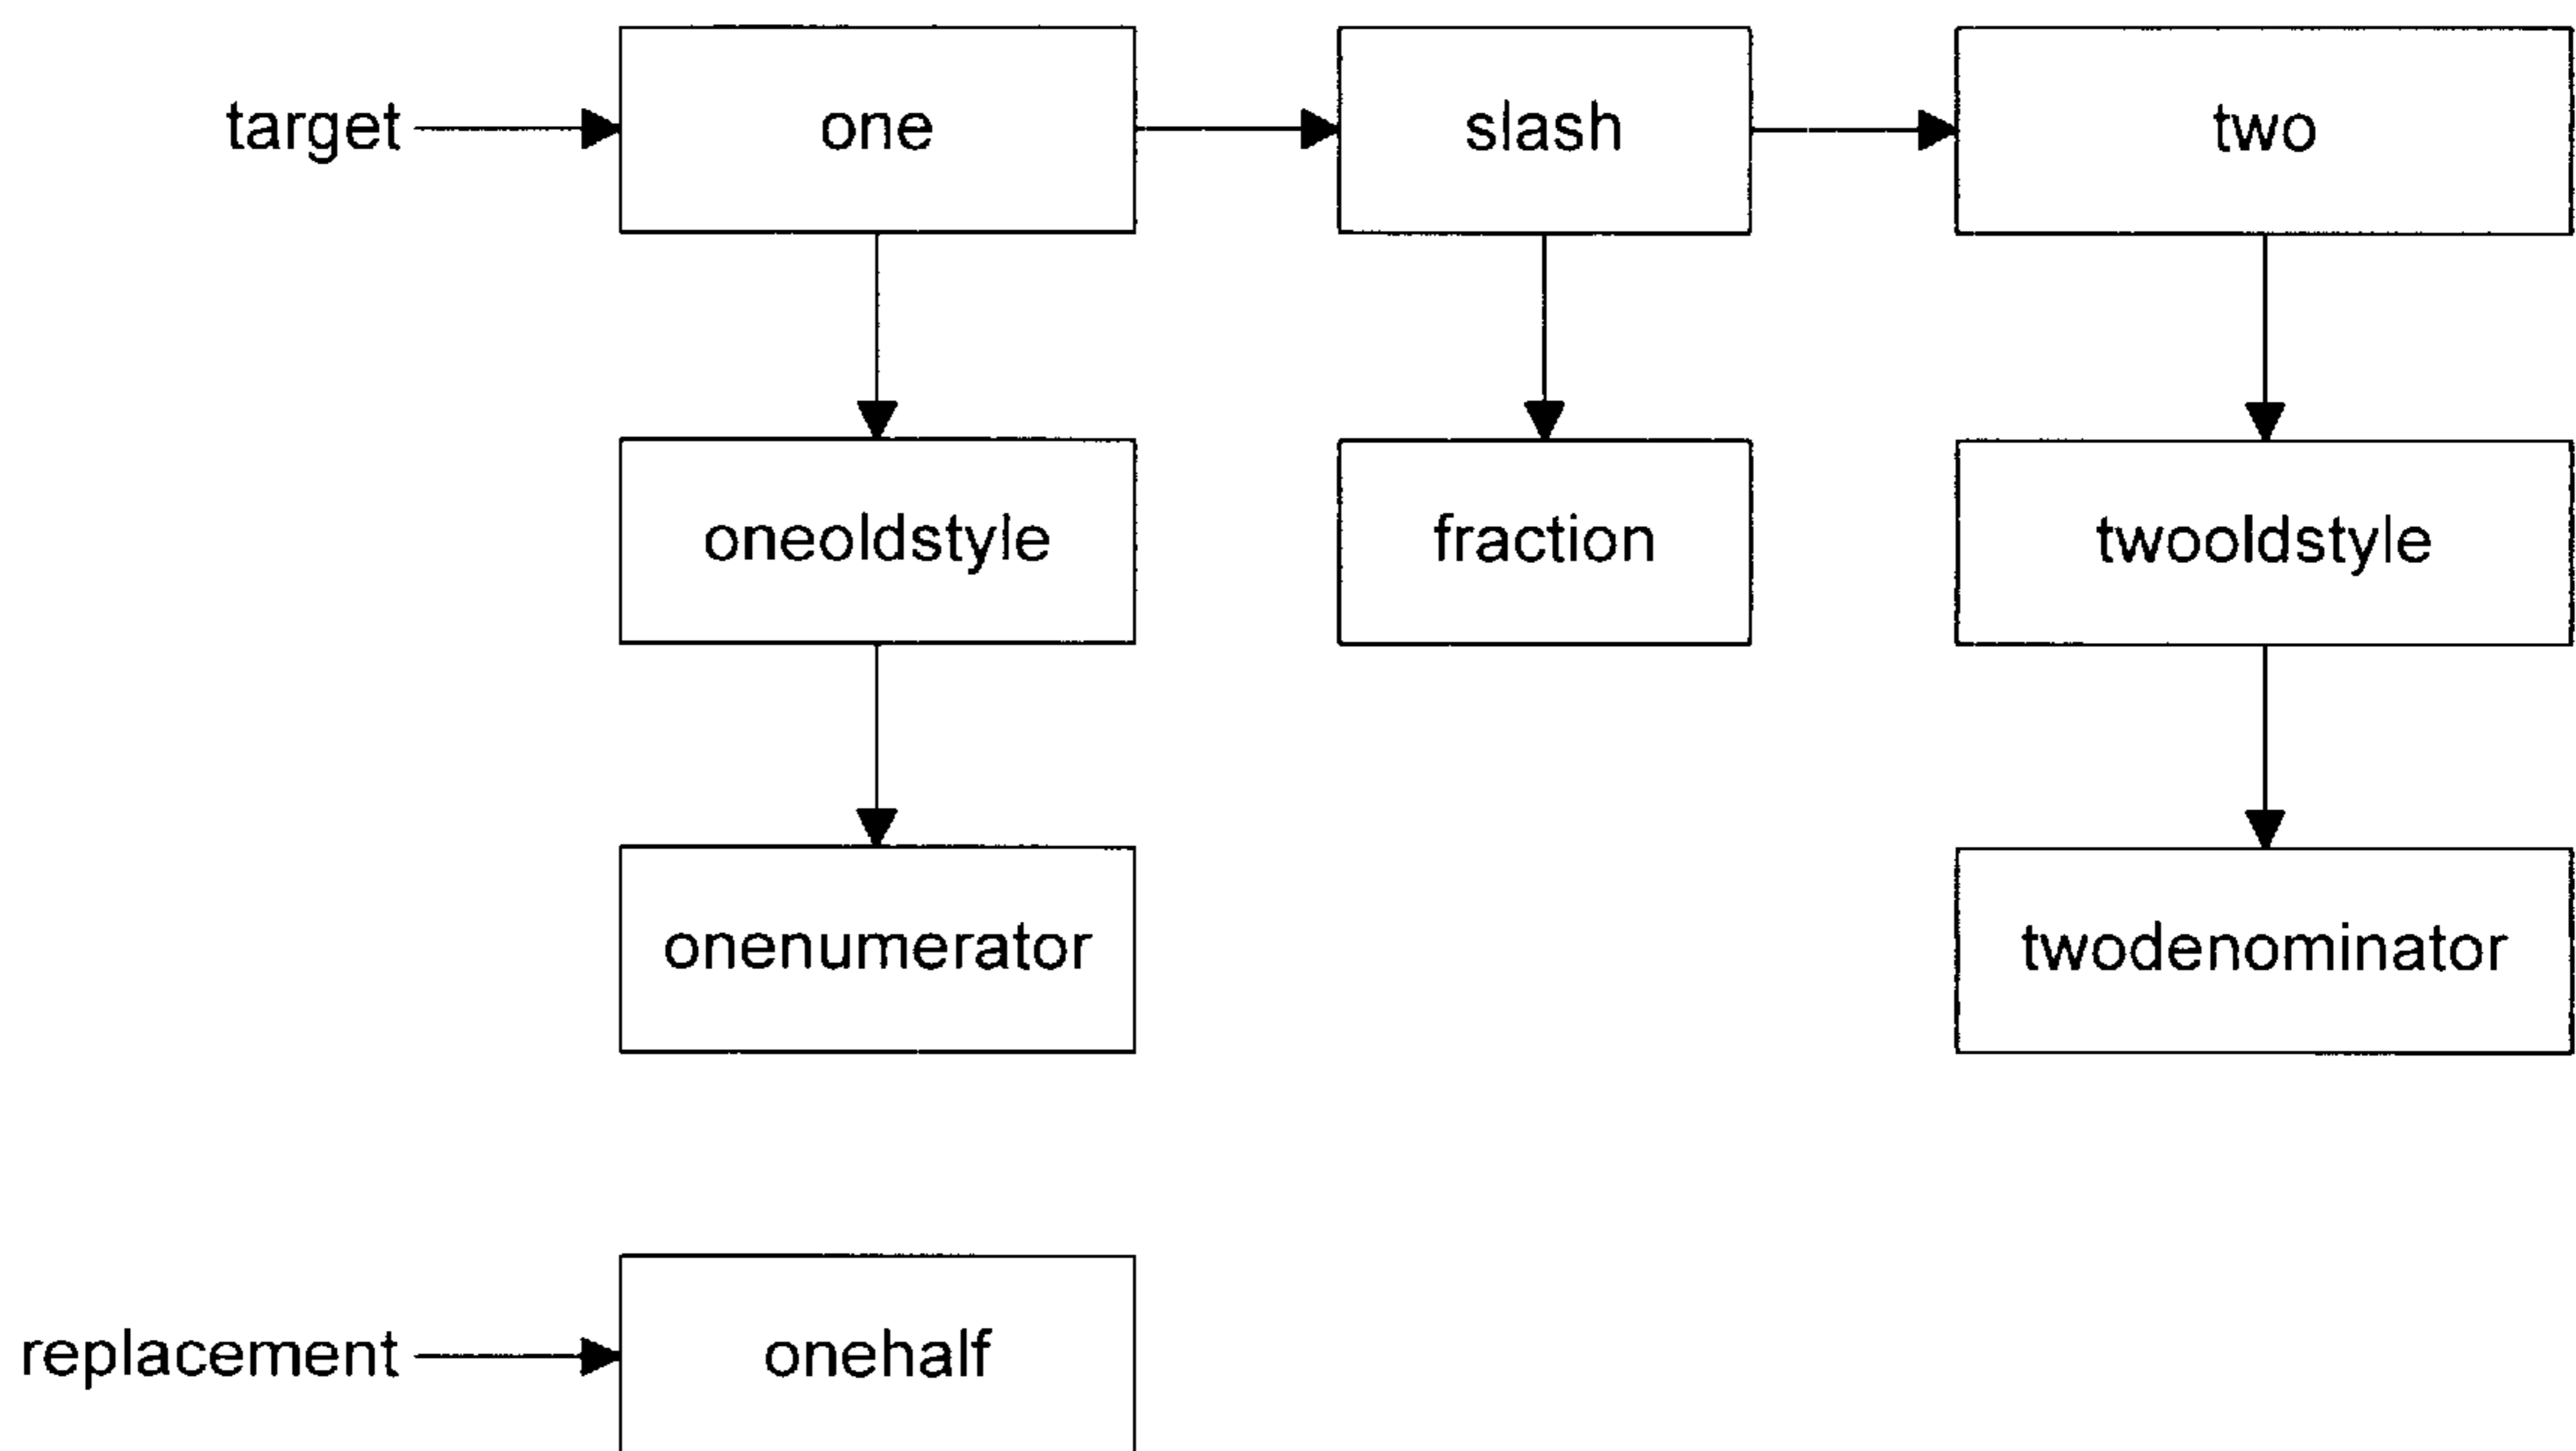 target one slash two
oneoldstyle fraction twooldstyle
onenumerator twodenominator
replacement onehalf